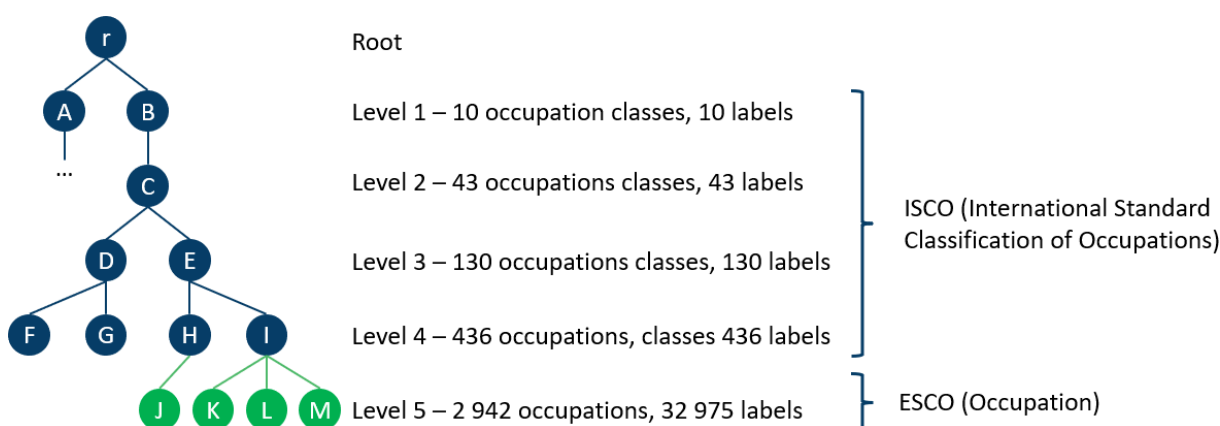 r
Root
A
B
Level 1 – 10 occupation classes, 10 labels
...
C
Level 2 – 43 occupations classes, 43 labels
ISCO (International Standard
Classification of Occupations)
D
E
Level 3 – 130 occupations classes, 130 labels
F
G
H
I
Level 4 – 436 occupations, classes 436 labels
J
K
L
M
Level 5 – 2 942 occupations, 32 975 labels
ESCO (Occupation)